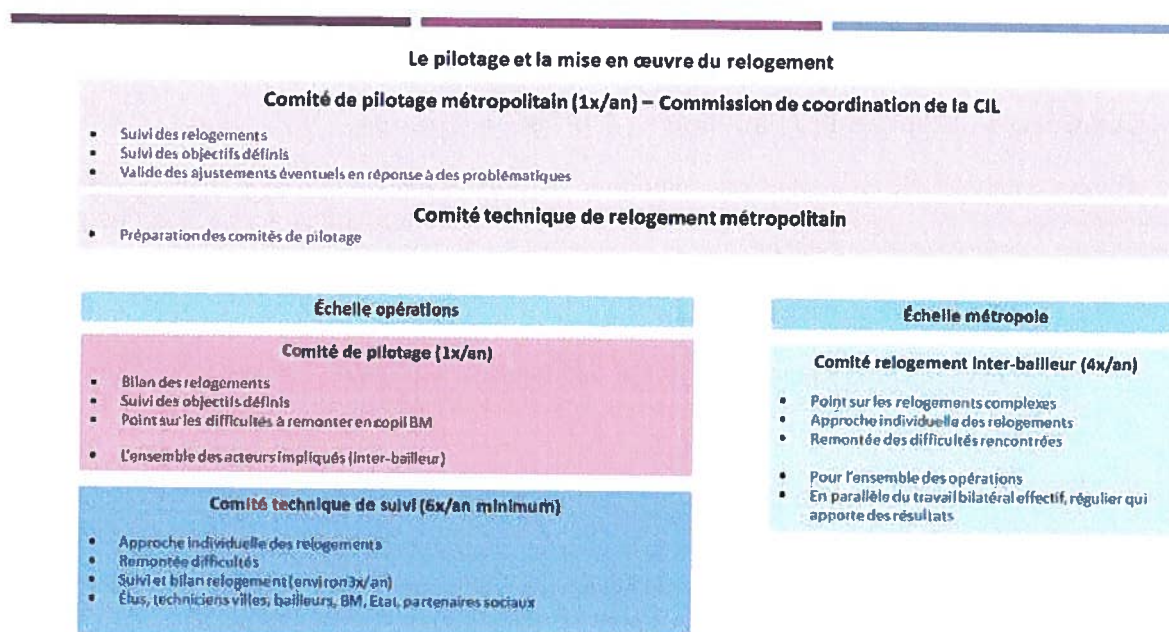 Le pilotage et la mise en œuvre du relogement
Comité de pilotage métropolitain (1x/an) – Commission de coordination de la CIL
▪ Suivi des relogements
▪ Suivi des objectifs définis
▪ Valide des ajustements éventuels en réponse à des problématiques
Comité technique de relogement métropolitain
▪ Préparation des comités de pilotage
Échelle opérations
Comité de pilotage (1x/an)
▪ Bilan des relogements
▪ Suivi des objectifs définis
▪ Point sur les difficultés à remonter en copil BM
▪ L'ensemble des acteurs impliqués (inter-bailleur)
Comité technique de suivi (6x/an minimum)
▪ Approche individuelle des relogements
▪ Remontée difficultés
▪ Suivi et bilan relogement (environ 3x/an)
▪ Élus, techniciens villes, bailleurs, BM, Etat, partenaires sociaux
Échelle métropole
Comité relogement inter-bailleur (4x/an)
▪ Point sur les relogements complexes
▪ Approche individuelle des relogements
▪ Remontée des difficultés rencontrées
▪ Pour l'ensemble des opérations
▪ En parallèle du travail bilatéral effectif, régulier qui
apporte des résultats